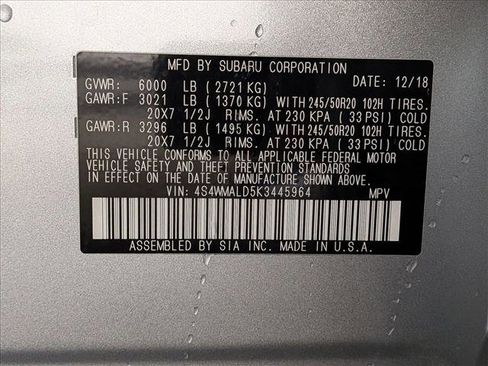 MFD BY SUBARU CORPORATION
GVWR: 6000 LB ( 2721 KG) DATE: 12/18
GAWR:F 3021 LB ( 1370 KG) WITH 245/50R20 102H TIRES.
20X7 1/2J RIMS. AT 230 KPA ( 33 PSI) COLD
GAWR:R 3296 LB ( 1495 KG) WITH 245/50R20 102H TIRES.
20X7 1/2J RIMS. AT 230 KPA ( 33 PSI) COLD
THIS VEHICLE CONFORMS TO ALL APPLICABLE FEDERAL MOTOR
VEHICLE SAFETY AND THEFT PREVENTION STANDARDS
IN EFFECT ON THE DATE OF MANUFACTURE SHOWN ABOVE.
VIN: 4S4WMALD5K3445964 MPV
ASSEMBLED BY SIA INC. MADE IN U.S.A.